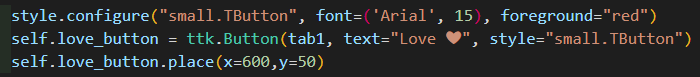 style.configure("small.TButton", font=('Arial', 15), foreground="red")
self.love_button = ttk.Button(tab1, text="Love ❤", style="small.TButton")
self.love_button.place(x=600,y=50)